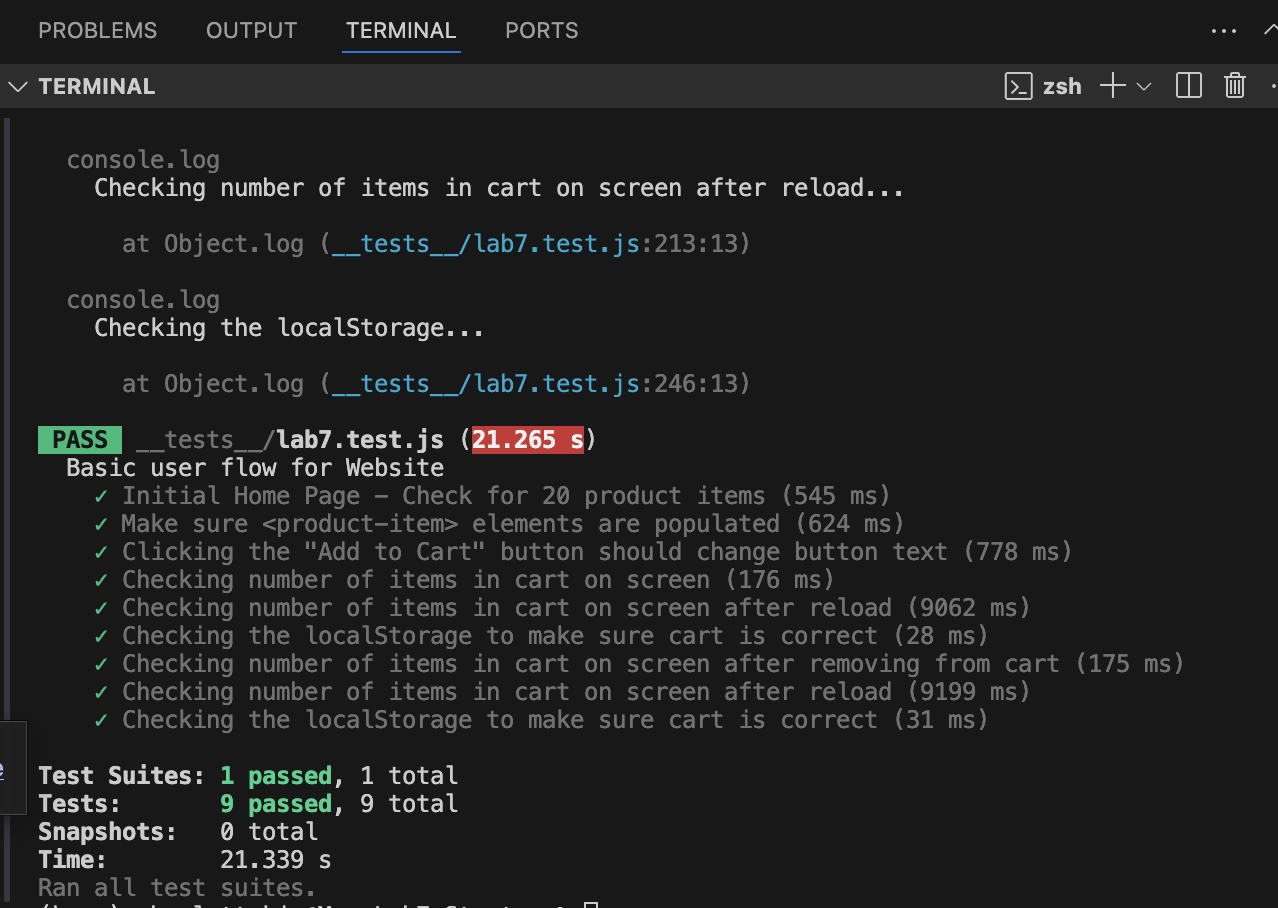 PROBLEMS OUTPUT TERMINAL PORTS
TERMINAL zsh
console.log
Checking number of items in cart on screen after reload...
at Object.log (__tests__/lab7.test.js:213:13)
console.log
Checking the localStorage...
at Object.log (__tests__/lab7.test.js:246:13)
PASS __tests__/lab7.test.js (21.265 s)
Basic user flow for Website
✓ Initial Home Page – Check for 20 product items (545 ms)
✓ Make sure <product-item> elements are populated (624 ms)
✓ Clicking the "Add to Cart" button should change button text (778 ms)
✓ Checking number of items in cart on screen (176 ms)
✓ Checking number of items in cart on screen after reload (9062 ms)
✓ Checking the localStorage to make sure cart is correct (28 ms)
✓ Checking number of items in cart on screen after removing from cart (175 ms)
✓ Checking number of items in cart on screen after reload (9199 ms)
✓ Checking the localStorage to make sure cart is correct (31 ms)
Test Suites: 1 passed, 1 total
Tests: 9 passed, 9 total
Snapshots: 0 total
Time: 21.339 s
Ran all test suites.